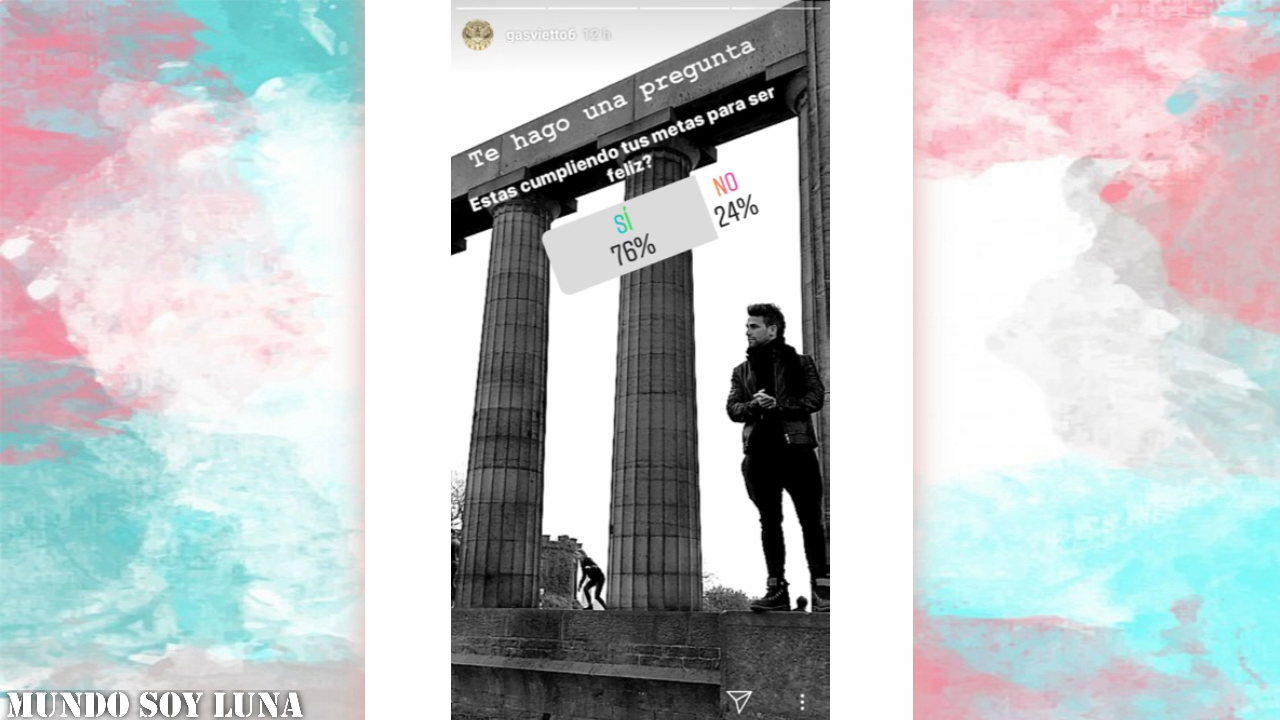 gasvietto6 12 h
Te hago una pregunta
Estas cumpliendo tus metas para ser
feliz?
SÍ
76%
NO
24%
MUNDO SOY LUNA